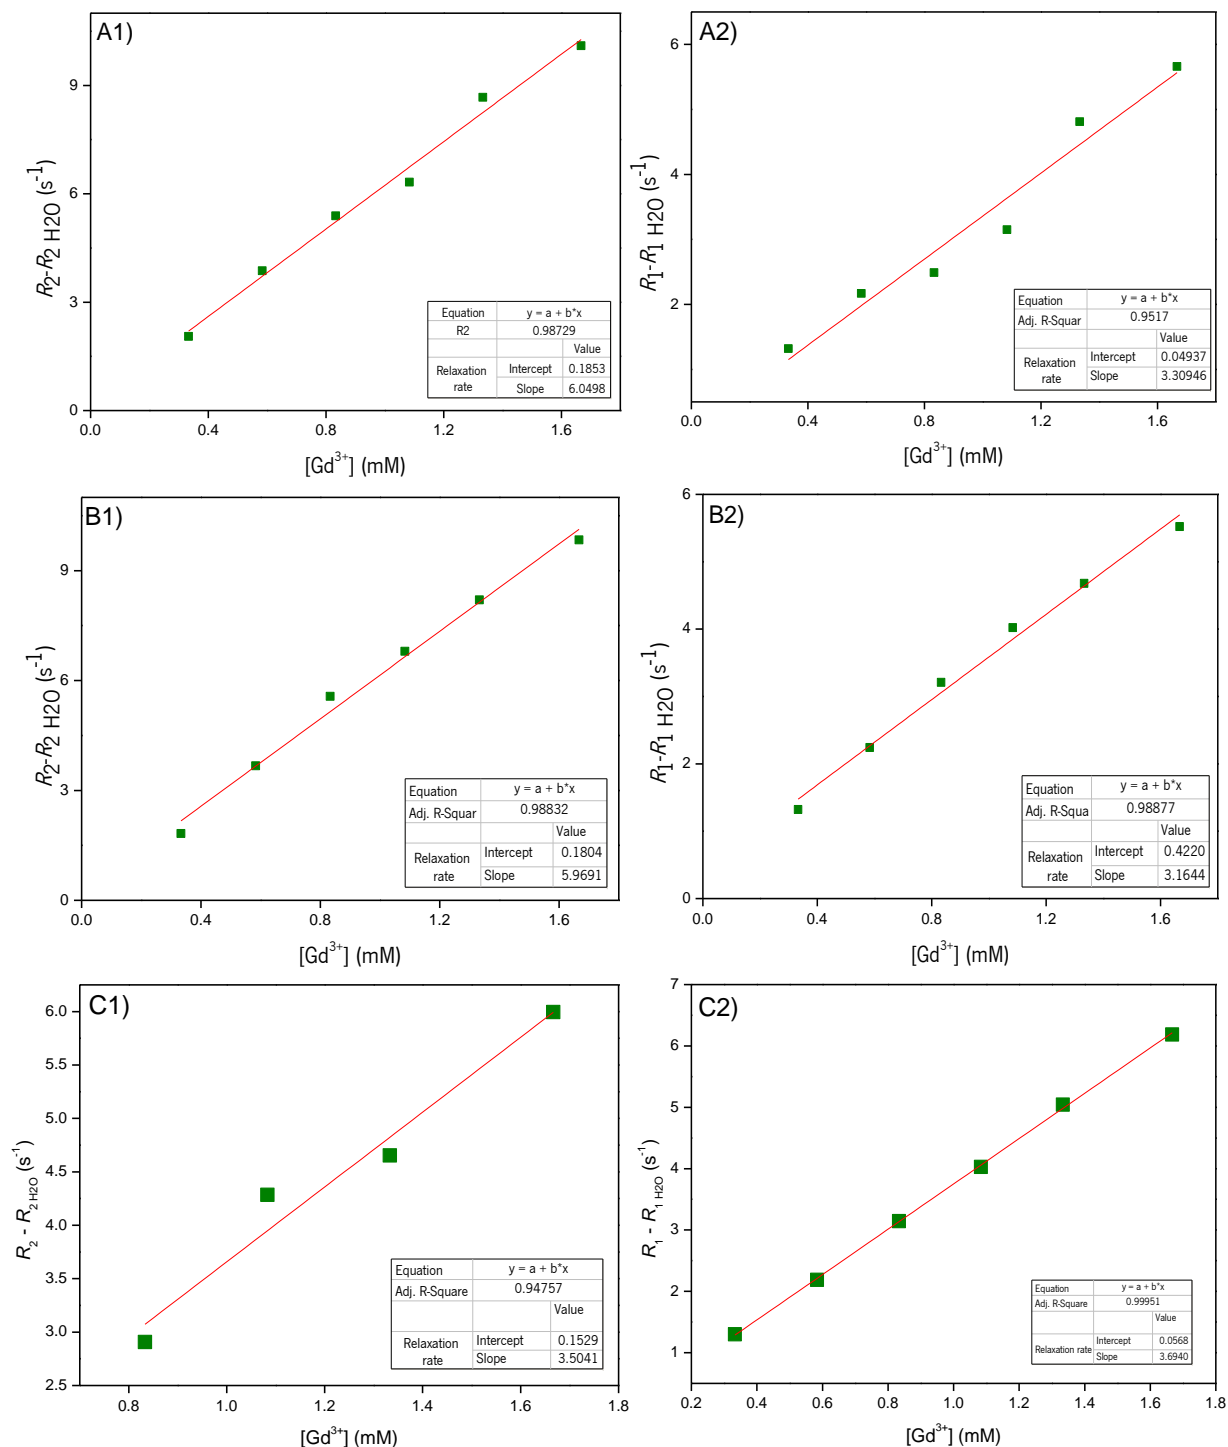 A1)
9
6
3
0
0.0 0.4 0.8 1.2 1.6
R2-R2 H2O (s-1)
[Gd3+] (mM)
Equation y = a + b*x
R2 0.98729
Value
Relaxation rate Intercept 0.1853
Slope 6.0498
A2)
6
4
2
0.0 0.4 0.8 1.2 1.6
R1-R1 H2O (s-1)
[Gd3+] (mM)
Equation y = a + b*x
Adj. R-Squar 0.9517
Value
Relaxation rate Intercept 0.04937
Slope 3.30946
B1)
9
6
3
0
0.0 0.4 0.8 1.2 1.6
R2-R2 H2O (s-1)
[Gd3+] (mM)
Equation y = a + b*x
Adj. R-Squar 0.98832
Value
Relaxation rate Intercept 0.1804
Slope 5.9691
B2)
6
4
2
0
0.0 0.4 0.8 1.2 1.6
R1-R1 H2O (s-1)
[Gd3+] (mM)
Equation y = a + b*x
Adj. R-Squa 0.98877
Value
Relaxation rate Intercept 0.4220
Slope 3.1644
C1)
6.0
5.5
5.0
4.5
4.0
3.5
3.0
2.5
0.8 1.0 1.2 1.4 1.6 1.8
R2 - R2 H2O (s-1)
[Gd3+] (mM)
Equation y = a + b*x
Adj. R-Square 0.94757
Value
Relaxation rate Intercept 0.1529
Slope 3.5041
C2)
7
6
5
4
3
2
1
0.2 0.4 0.6 0.8 1.0 1.2 1.4 1.6 1.8
R1 - R1 H2O (s-1)
[Gd3+] (mM)
Equation y = a + b*x
Adj. R-Square 0.99951
Value
Relaxation rate Intercept 0.0568
Slope 3.6940